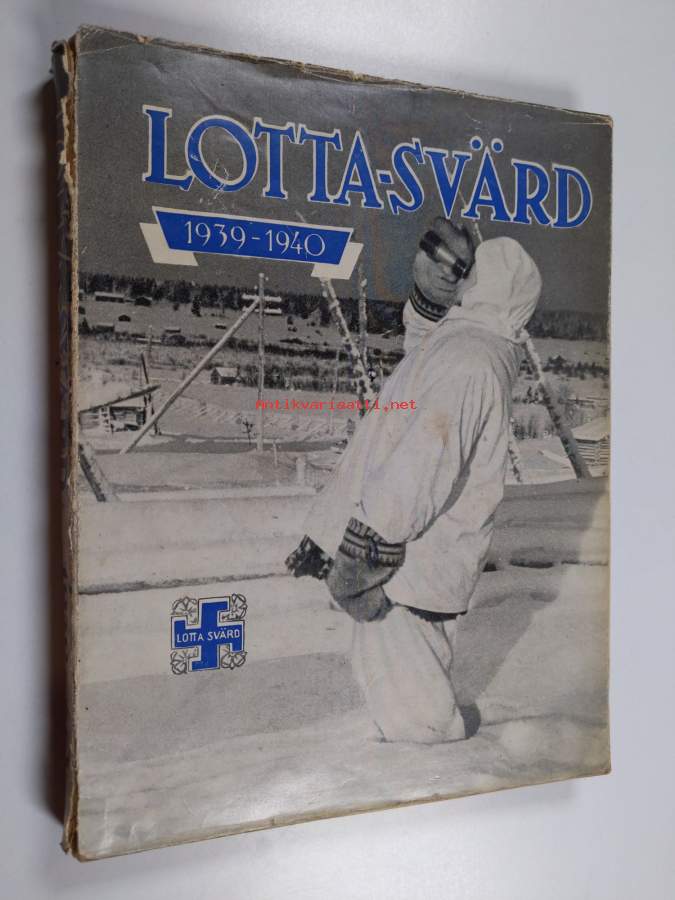 LOTTA-SVÄRD
1939-1940
Antikvariaatti.net
LOTTA SVÄRD